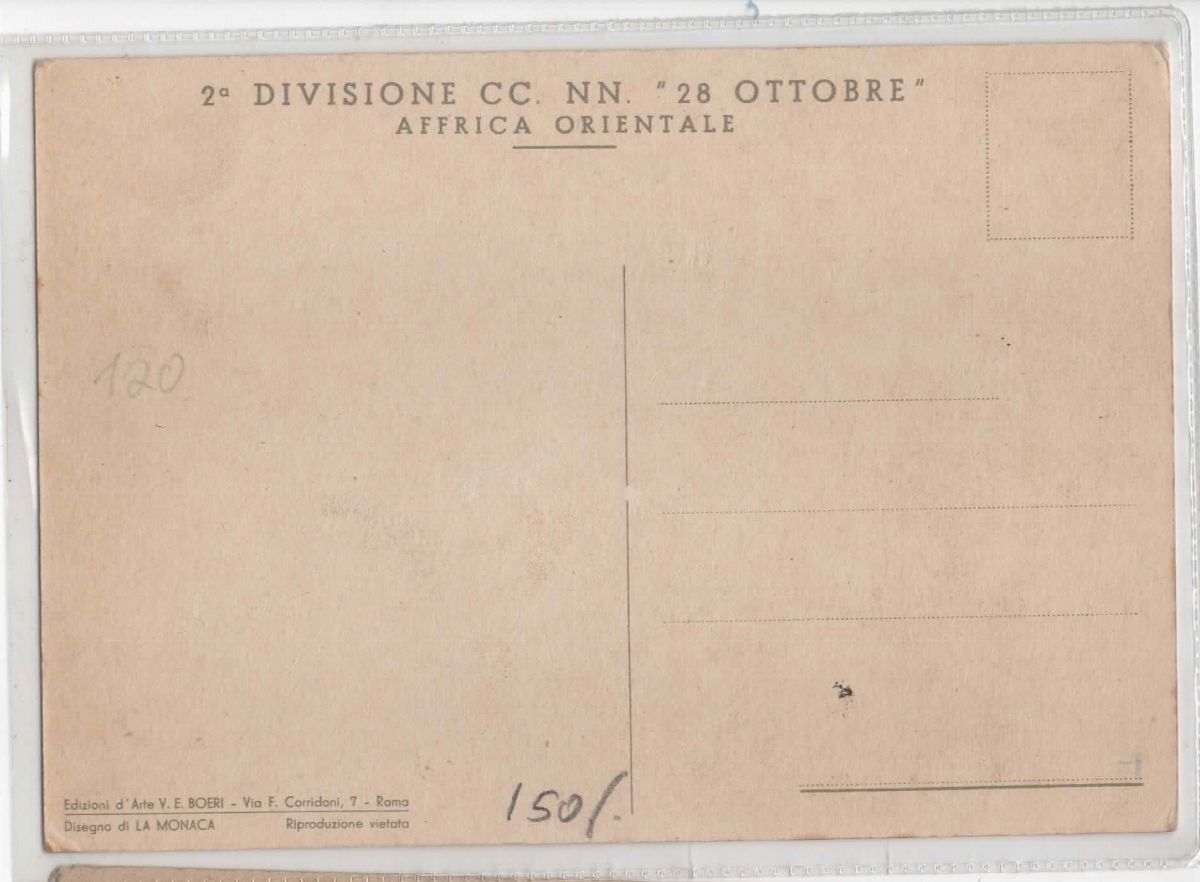 2ª DIVISIONE CC. NN. "28 OTTOBRE"
AFFRICA ORIENTALE
120
Edizioni d'Arte V. E. BOERI - Via F. Corridoni, 7 - Roma
Disegno di LA MONACA Riproduzione vietata
150/.